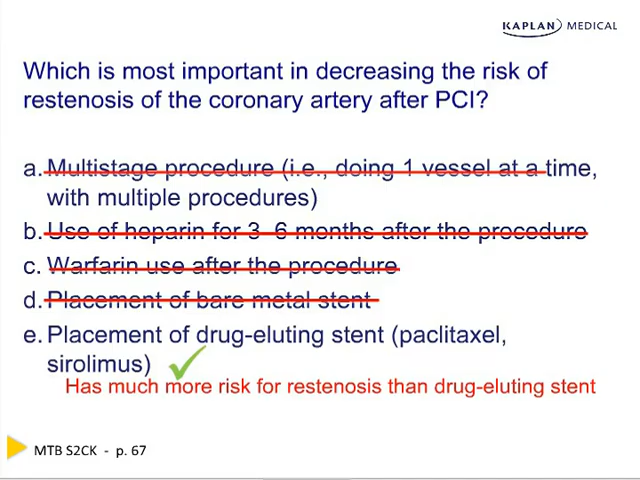 KAPLAN MEDICAL
Which is most important in decreasing the risk of
restenosis of the coronary artery after PCI?
a. Multistage procedure (i.e., doing 1 vessel at a time,
with multiple procedures)
b. Use of heparin for 3–6 months after the procedure
c. Warfarin use after the procedure
d. Placement of bare metal stent
e. Placement of drug-eluting stent (paclitaxel,
sirolimus)
Has much more risk for restenosis than drug-eluting stent
MTB S2CK - p. 67